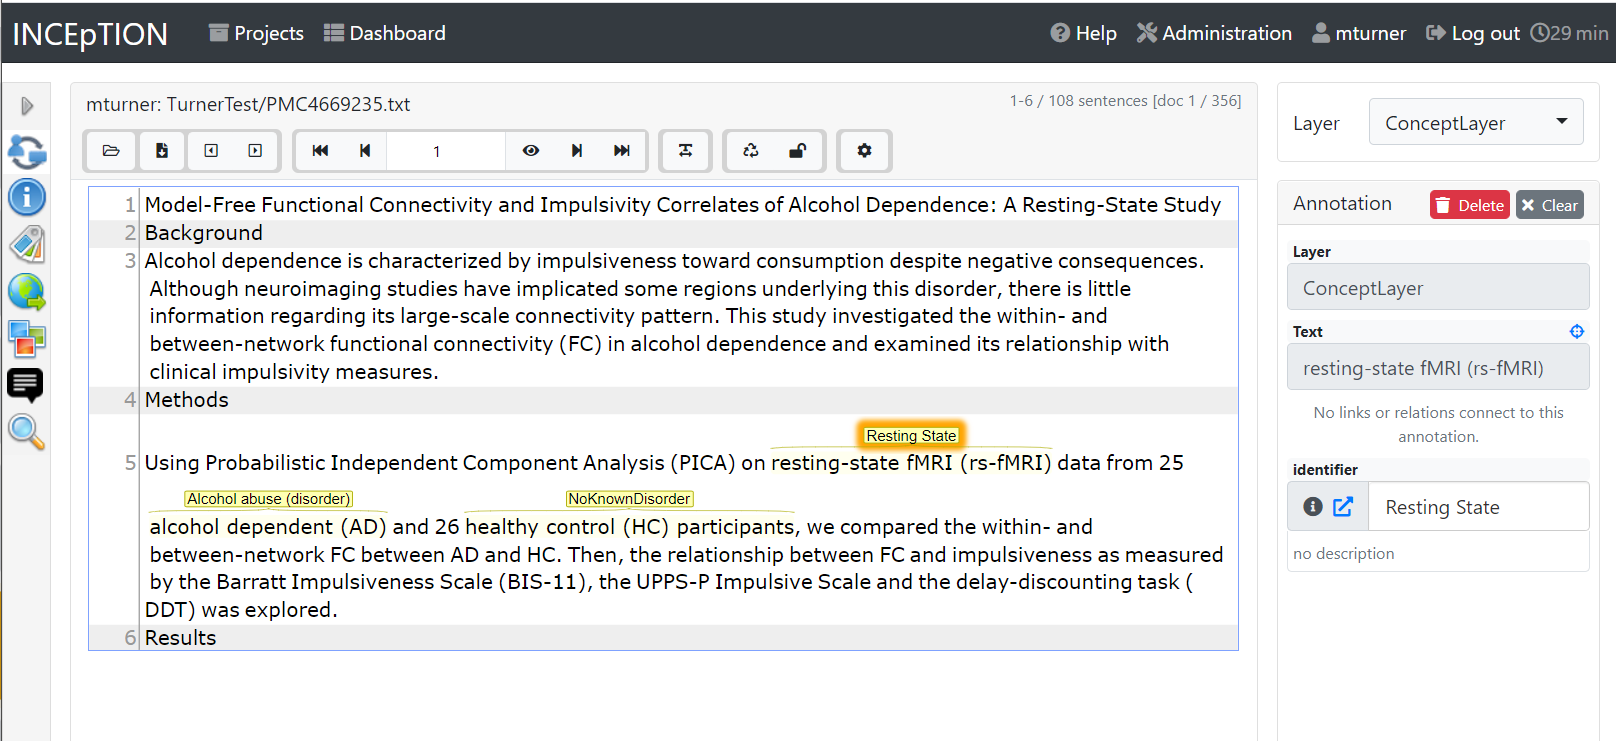 INCEpTION Projects Dashboard Help Administration mturner Log out 29 min
mturner: TurnerTest/PMC4669235.txt
1-6 / 108 sentences [doc 1 / 356]
1
1 Model-Free Functional Connectivity and Impulsivity Correlates of Alcohol Dependence: A Resting-State Study
2 Background
3 Alcohol dependence is characterized by impulsiveness toward consumption despite negative consequences.
Although neuroimaging studies have implicated some regions underlying this disorder, there is little
information regarding its large-scale connectivity pattern. This study investigated the within- and
between-network functional connectivity (FC) in alcohol dependence and examined its relationship with
clinical impulsivity measures.
4 Methods
Resting State
5 Using Probabilistic Independent Component Analysis (PICA) on resting-state fMRI (rs-fMRI) data from 25
Alcohol abuse (disorder) NoKnownDisorder
alcohol dependent (AD) and 26 healthy control (HC) participants, we compared the within- and
between-network FC between AD and HC. Then, the relationship between FC and impulsiveness as measured
by the Barratt Impulsiveness Scale (BIS-11), the UPPS-P Impulsive Scale and the delay-discounting task (
DDT) was explored.
6 Results
Layer ConceptLayer
Annotation Delete Clear
Layer
ConceptLayer
Text
resting-state fMRI (rs-fMRI)
No links or relations connect to this
annotation.
identifier
Resting State
no description